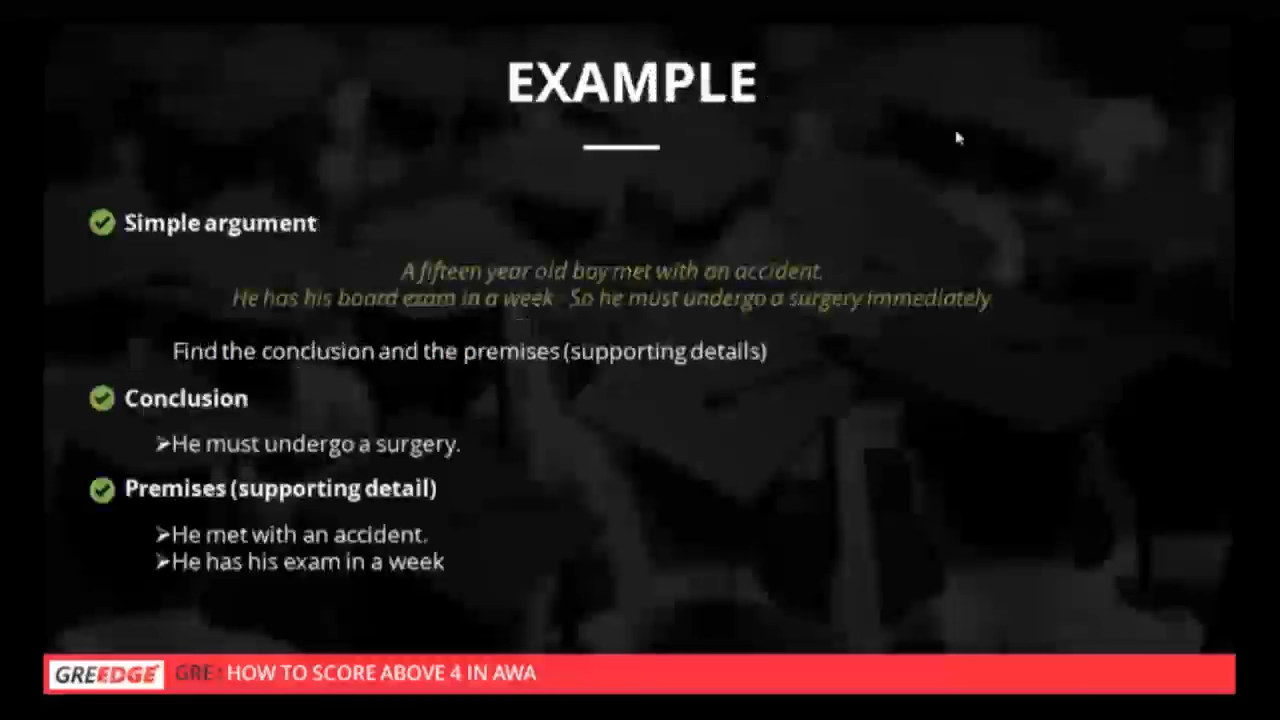 EXAMPLE
Simple argument
A fifteen year old boy met with an accident.
He has his board exam in a week So he must undergo a surgery immediately
Find the conclusion and the premises (supporting details)
Conclusion
➢He must undergo a surgery.
Premises (supporting detail)
➢He met with an accident.
➢He has his exam in a week
GREEDGE GRE : HOW TO SCORE ABOVE 4 IN AWA